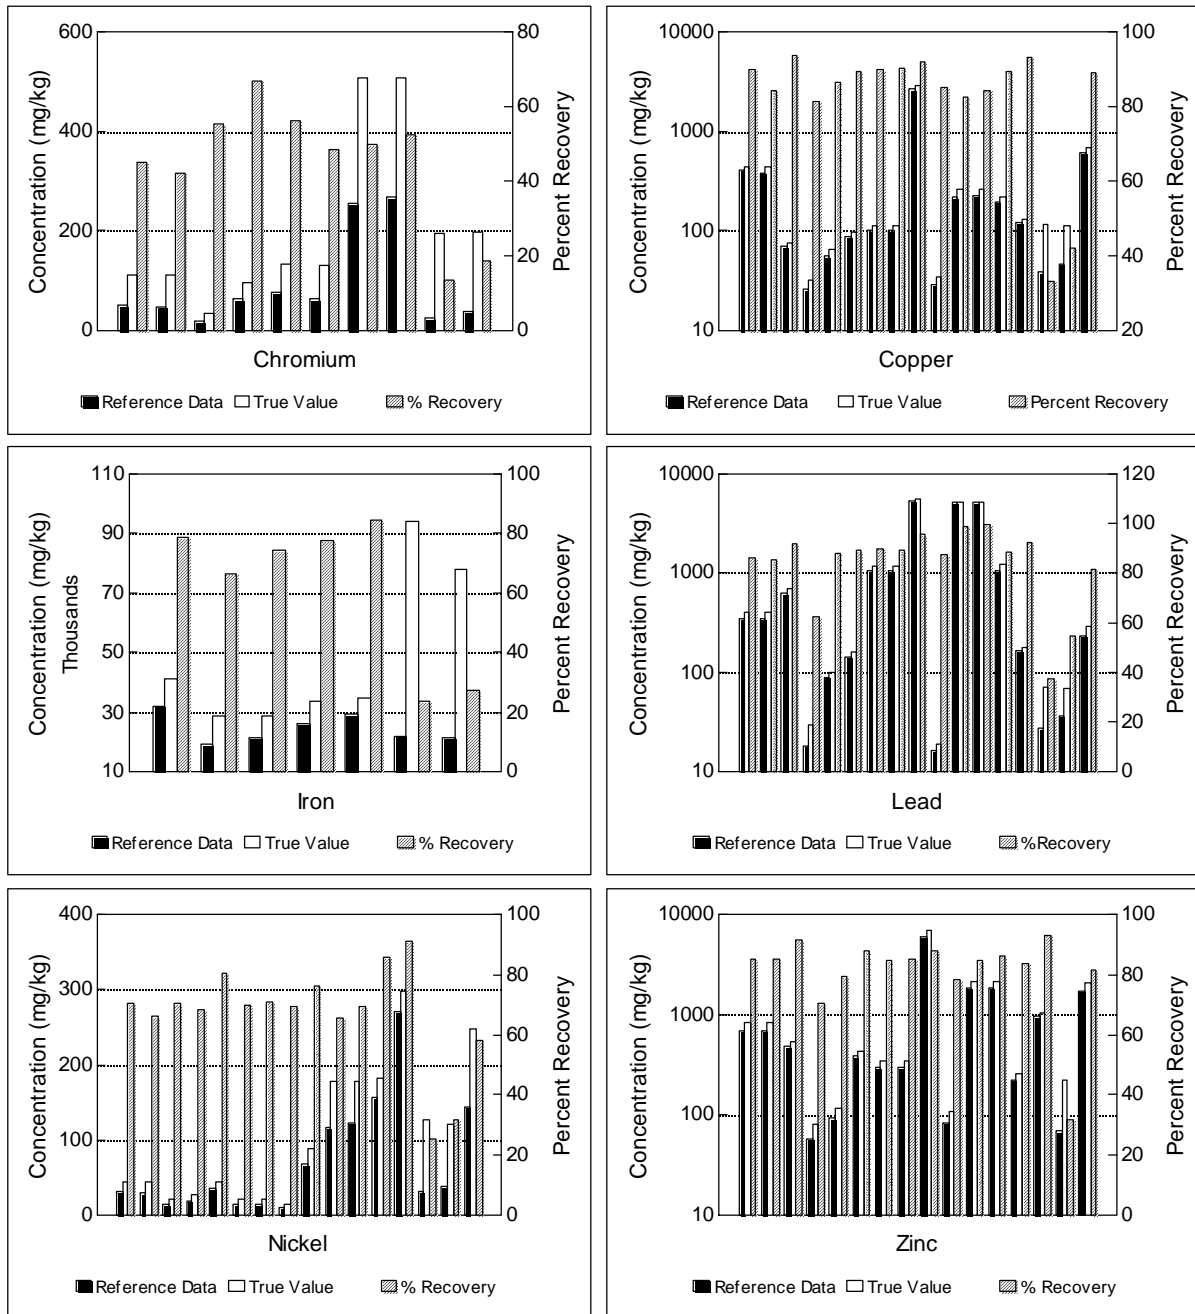 600
400
200
0
Concentration (mg/kg)
80
60
40
20
0
Percent Recovery
Chromium
Reference Data True Value % Recovery
10000
1000
100
10
Concentration (mg/kg)
100
80
60
40
20
Percent Recovery
Copper
Reference Data True Value Percent Recovery
110
90
70
50
30
10
Concentration (mg/kg)
Thousands
100
80
60
40
20
0
Percent Recovery
Iron
Reference Data True Value % Recovery
10000
1000
100
10
Concentration (mg/kg)
120
100
80
60
40
20
0
Percent Recovery
Lead
Reference Data True Value %Recovery
400
300
200
100
0
Concentration (mg/kg)
100
80
60
40
20
0
Percent Recovery
Nickel
Reference Data True Value % Recovery
10000
1000
100
10
Concentration (mg/kg)
100
80
60
40
20
0
Percent Recovery
Zinc
Reference Data True Value % Recovery